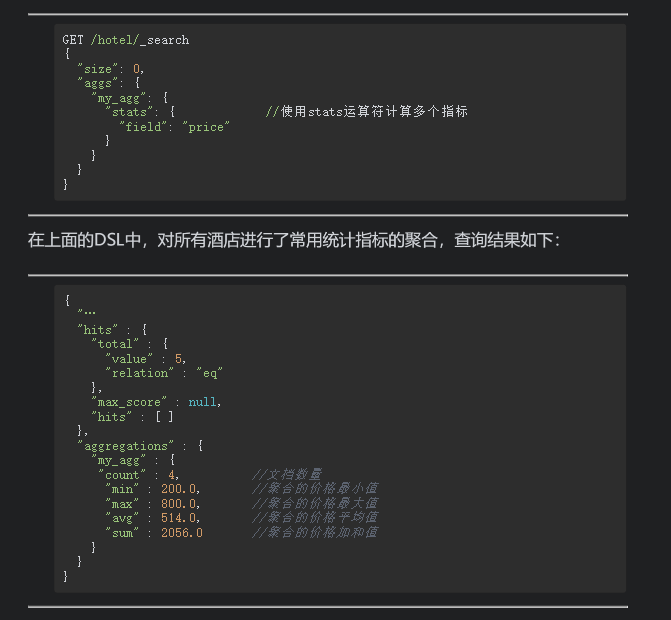 GET /hotel/_search
{
  "size": 0,
  "aggs": {
    "my_agg": {
      "stats": {             //使用stats运算符计算多个指标
        "field": "price"
      }
    }
  }
}
在上面的DSL中，对所有酒店进行了常用统计指标的聚合，查询结果如下：
{
  "…
  "hits" : {
    "total" : {
      "value" : 5,
      "relation" : "eq"
    },
    "max_score" : null,
    "hits" : [ ]
  },
  "aggregations" : {
    "my_agg" : {
     "count" : 4,          //文档数量
      "min" : 200.0,       //聚合的价格最小值
      "max" : 800.0,       //聚合的价格最大值
      "avg" : 514.0,       //聚合的价格平均值
      "sum" : 2056.0       //聚合的价格加和值
    }
  }
}